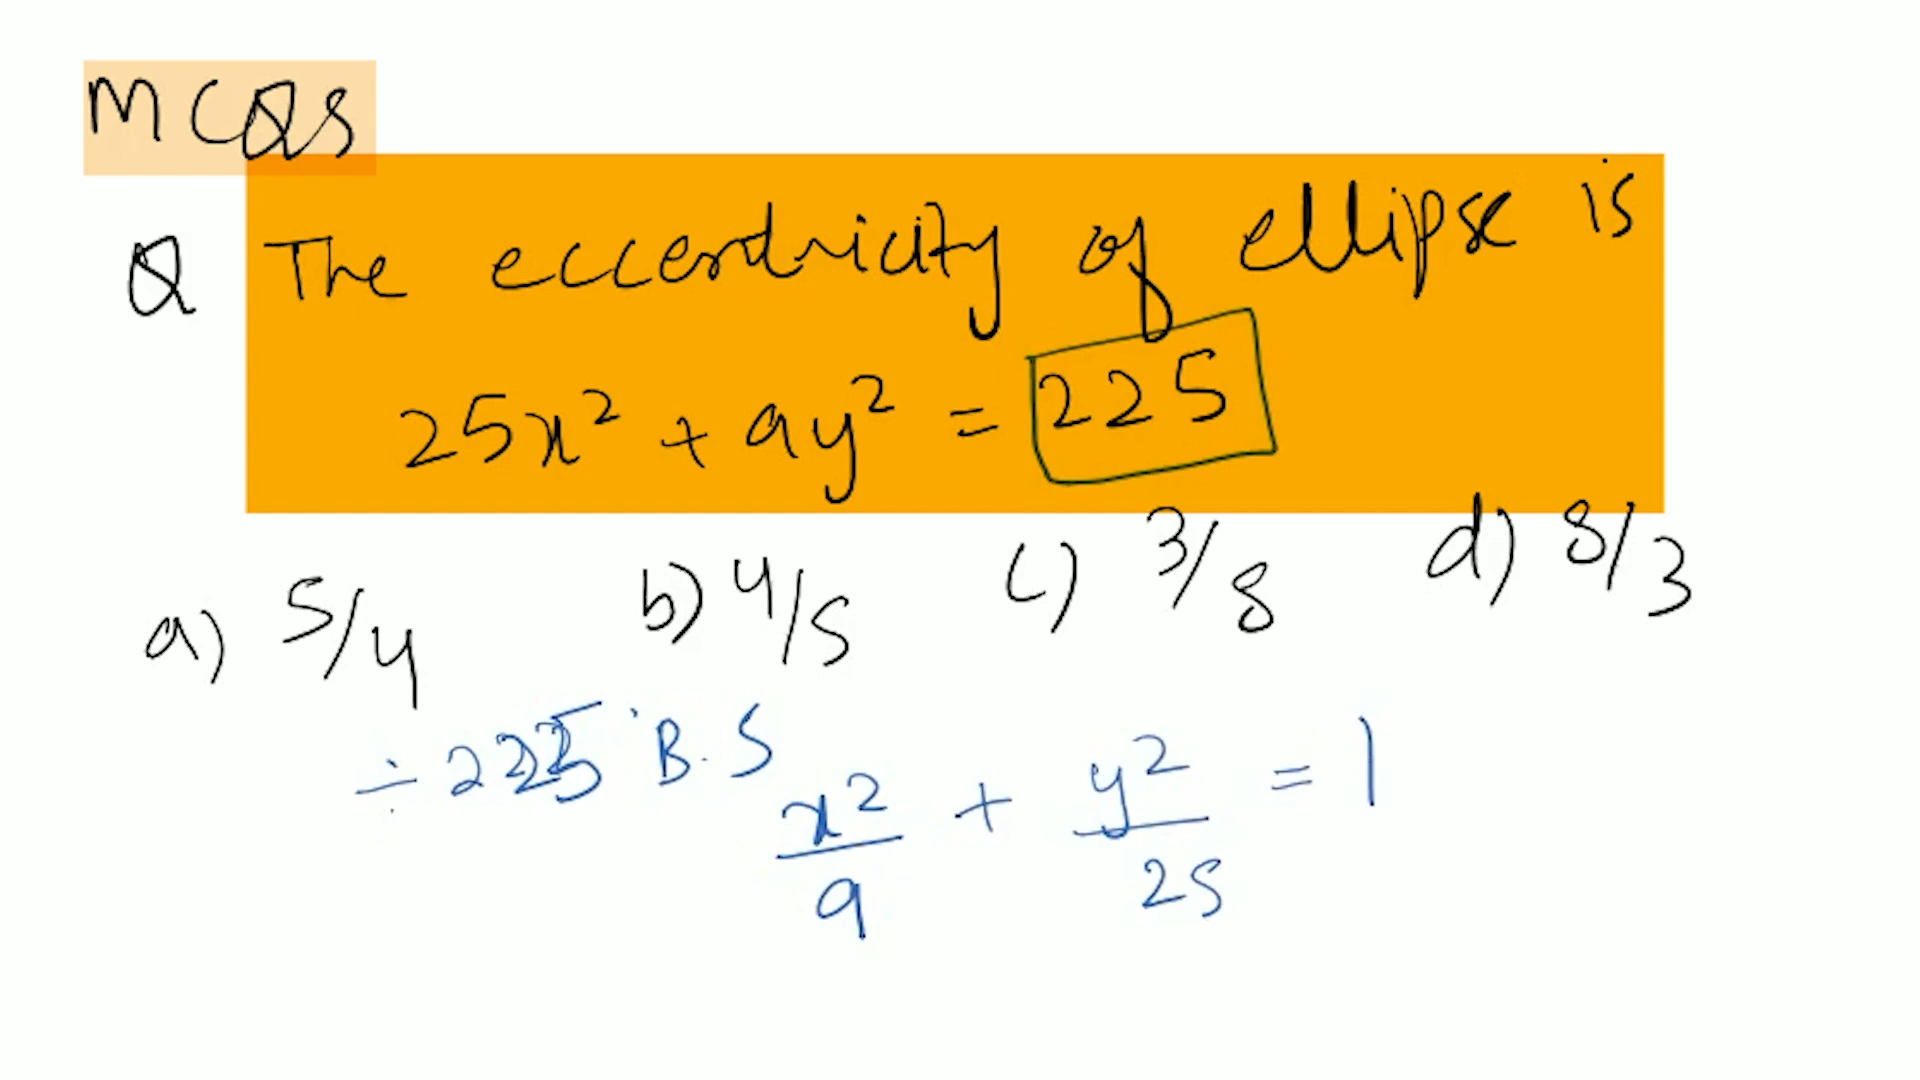 MCQS
Q The eccentricity of ellipse is
25x² + 9y² = 225
a) 5/4 b) 4/5 c) 3/8 d) 8/3
÷ 225 B.S
x²/9 + y²/25 = 1